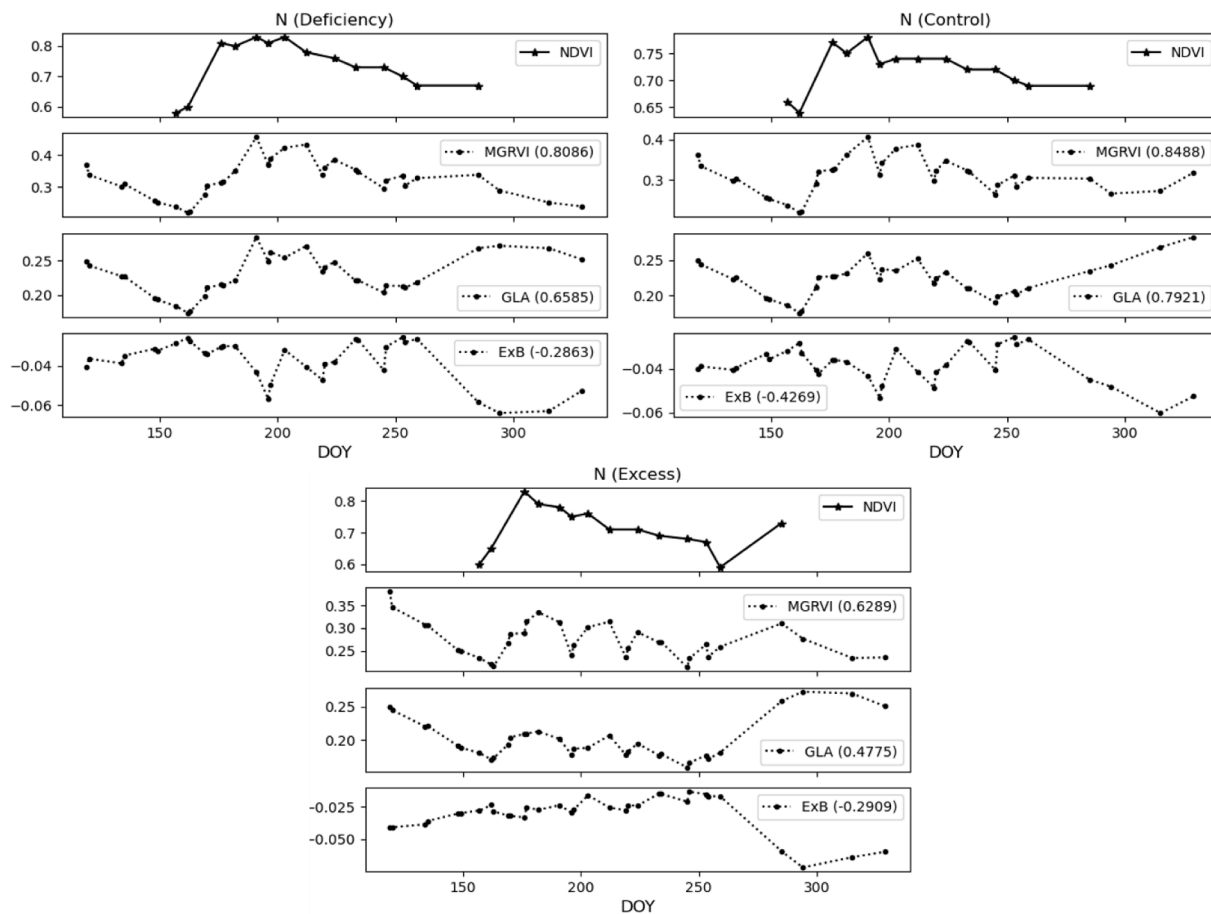 N (Deficiency)
0.8
0.7
0.6
NDVI
0.4
0.3
MGRVI (0.8086)
0.25
0.20
GLA (0.6585)
−0.04
−0.06
ExB (-0.2863)
150 200 250 300
DOY
N (Control)
0.75
0.70
0.65
NDVI
0.4
0.3
MGRVI (0.8488)
0.25
0.20
GLA (0.7921)
−0.04
−0.06
ExB (-0.4269)
150 200 250 300
DOY
N (Excess)
0.8
0.7
0.6
NDVI
0.35
0.30
0.25
MGRVI (0.6289)
0.25
0.20
GLA (0.4775)
−0.025
−0.050
ExB (-0.2909)
150 200 250 300
DOY